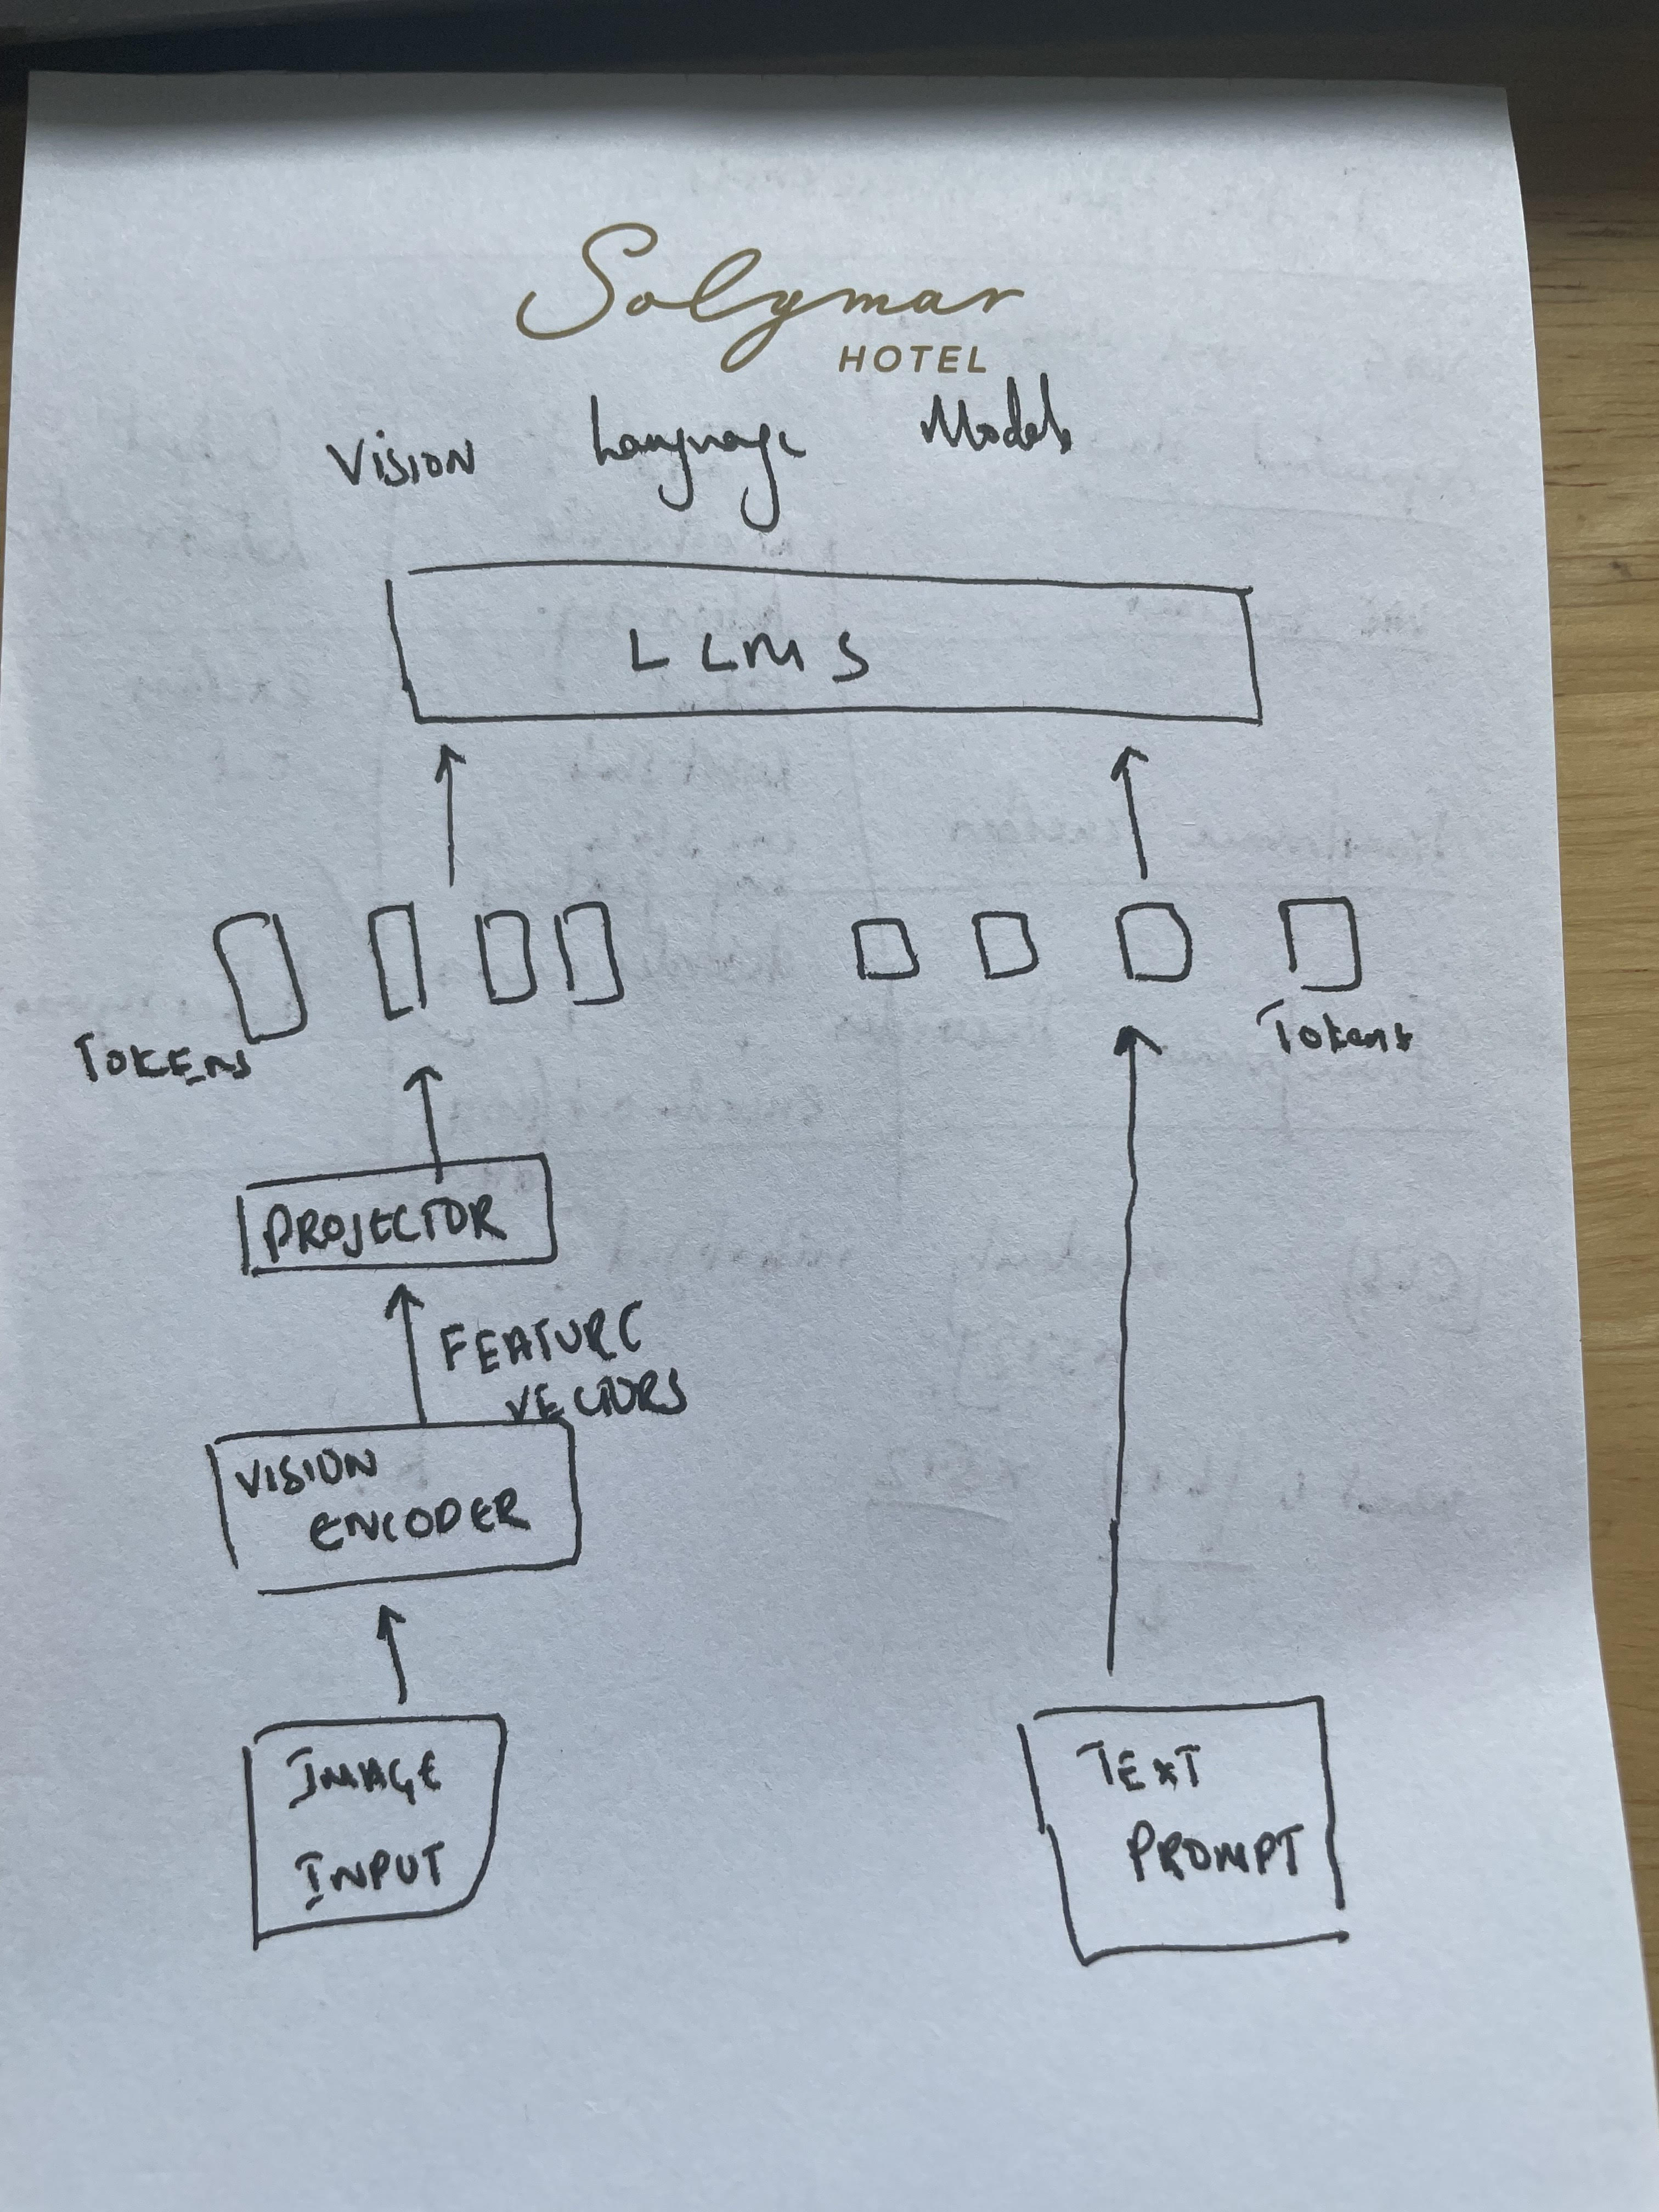 Solymar
HOTEL
Vision Language Models
LLMS
TOKENS
Tokens
PROJECTOR
FEATURE
VECTORS
VISION
ENCODER
IMAGE
INPUT
TEXT
PROMPT